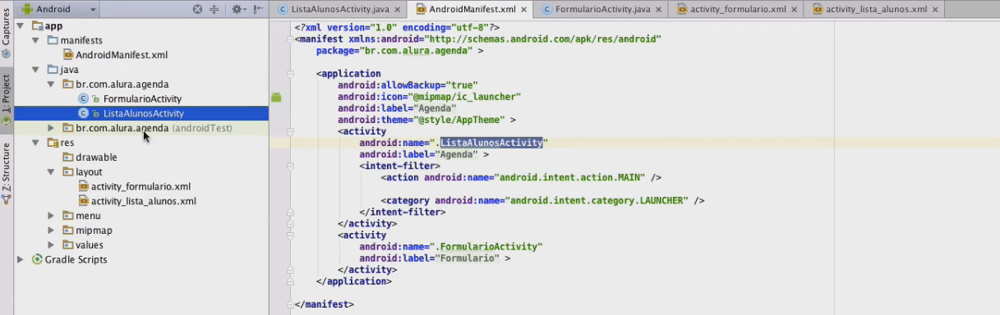 Captures
1: Project
Z: Structure
Android
app
manifests
AndroidManifest.xml
java
br.com.alura.agenda
FormularioActivity
ListaAlunosActivity
br.com.alura.agenda (androidTest)
res
drawable
layout
activity_formulario.xml
activity_lista_alunos.xml
menu
mipmap
values
Gradle Scripts
ListaAlunosActivity.java
AndroidManifest.xml
FormularioActivity.java
activity_formulario.xml
activity_lista_alunos.xml
<?xml version="1.0" encoding="utf-8"?>
<manifest xmlns:android="http://schemas.android.com/apk/res/android"
package="br.com.alura.agenda" >
<application
android:allowBackup="true"
android:icon="@mipmap/ic_launcher"
android:label="Agenda"
android:theme="@style/AppTheme" >
<activity
android:name=".ListaAlunosActivity"
android:label="Agenda" >
<intent-filter>
<action android:name="android.intent.action.MAIN" />
<category android:name="android.intent.category.LAUNCHER" />
</intent-filter>
</activity>
<activity
android:name=".FormularioActivity"
android:label="Formulario" >
</activity>
</application>
</manifest>